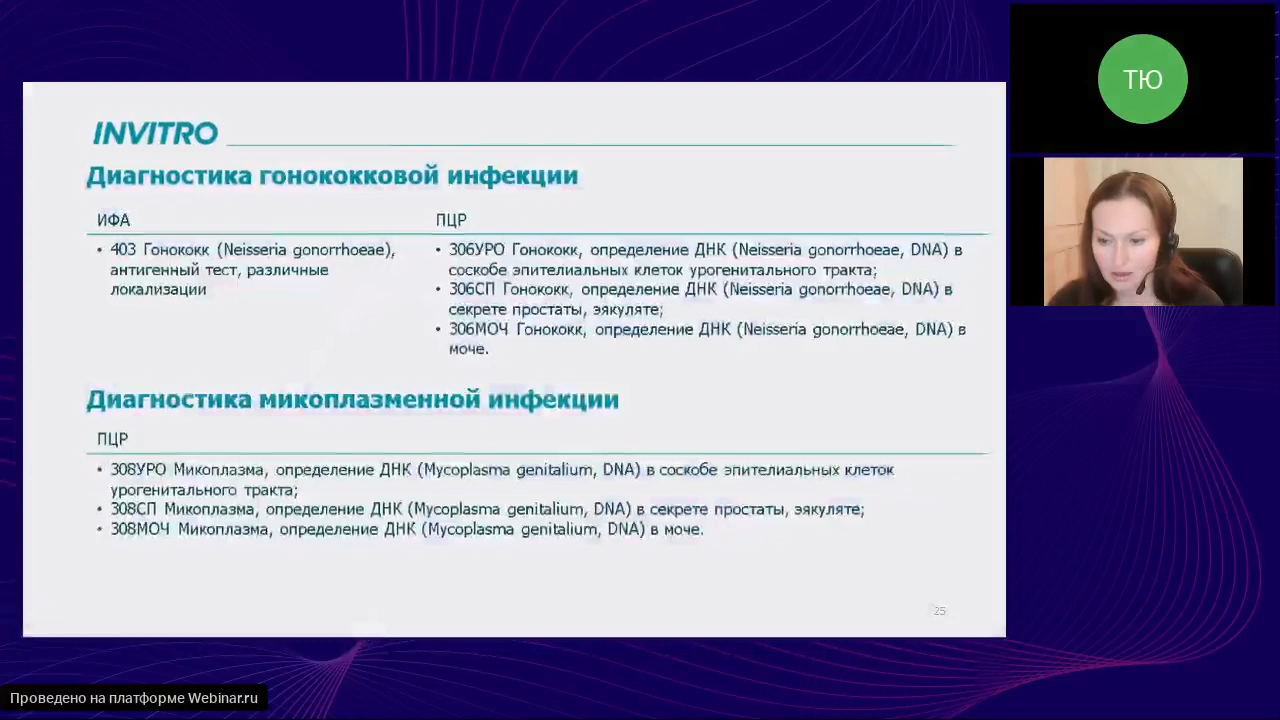 INVITRO
Диагностика гонококковой инфекции
ИФА
• 403 Гонококк (Neisseria gonorrhoeae),
антигенный тест, различные
локализации
ПЦР
• 306УРО Гонококк, определение ДНК (Neisseria gonorrhoeae, DNA) в
соскобе эпителиальных клеток урогенитального тракта;
• 306СП Гонококк, определение ДНК (Neisseria gonorrhoeae, DNA) в
секрете простаты, эякуляте;
• 306МОЧ Гонококк, определение ДНК (Neisseria gonorrhoeae, DNA) в
моче.
Диагностика микоплазменной инфекции
ПЦР
• 308УРО Микоплазма, определение ДНК (Mycoplasma genitalium, DNA) в соскобе эпителиальных клеток
урогенитального тракта;
• 308СП Микоплазма, определение ДНК (Mycoplasma genitalium, DNA) в секрете простаты, эякуляте;
• 308МОЧ Микоплазма, определение ДНК (Mycoplasma genitalium, DNA) в моче.
25
ТЮ
Проведено на платформе Webinar.ru